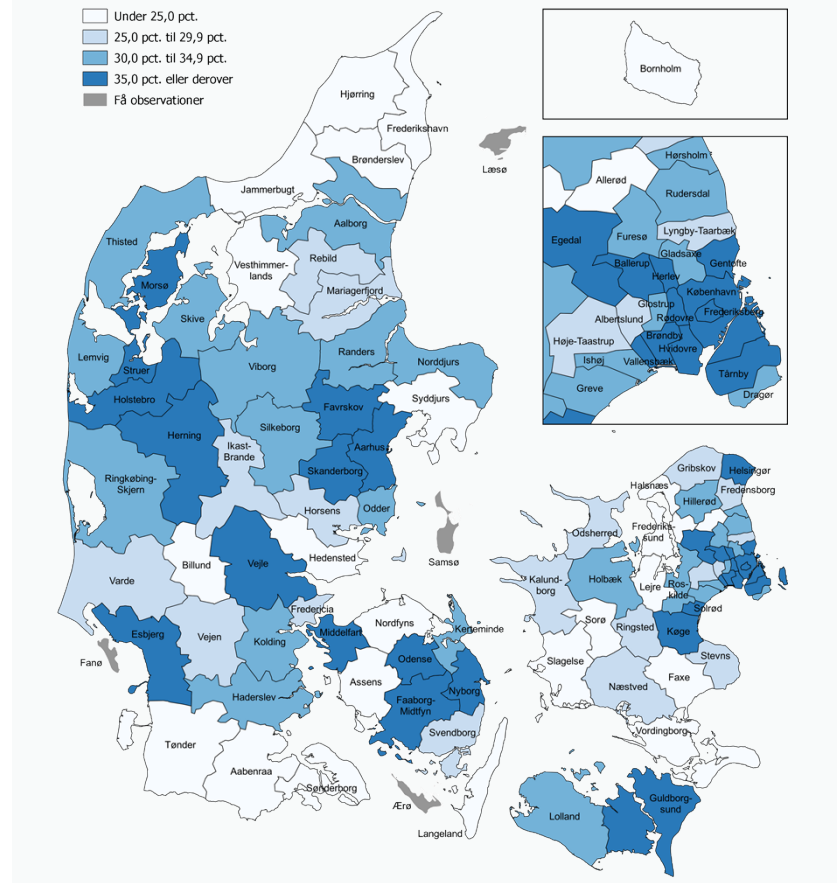 Under 25,0 pct.
25,0 pct. til 29,9 pct.
30,0 pct. til 34,9 pct.
35,0 pct. eller derover
Få observationer
Bornholm
Hjørring
Frederikshavn
Brønderslev
Læsø
Jammerbugt
Aalborg
Thisted
Rebild
Vesthimmer-
lands
Morsø
Mariagerfjord
Skive
Lemvig
Viborg
Randers
Norddjurs
Struer
Holstebro
Favrskov
Syddjurs
Herning
Silkeborg
Ikast-
Brande
Aarhus
Skanderborg
Ringkøbing-
Skjern
Horsens
Odder
Samsø
Hedensted
Billund
Vejle
Varde
Fredericia
Esbjerg
Vejen
Kolding
Middelfart
Nordfyns
Kerteminde
Fanø
Odense
Assens
Nyborg
Haderslev
Faaborg-
Midtfyn
Svendborg
Tønder
Aabenraa
Sønderborg
Ærø
Langeland
Hørsholm
Allerød
Rudersdal
Lyngby-Taarbæk
Egedal
Furesø
Gladsaxe
Ballerup
Gentofte
Herlev
København
Glostrup
Frederiksberg
Albertslund
Rødovre
Høje-Taastrup
Brøndby
Hvidovre
Ishøj
Vallensbæk
Tårnby
Greve
Dragør
Gribskov
Helsingør
Halsnæs
Fredensborg
Hillerød
Frederiks-
sund
Odsherred
Kalund-
borg
Holbæk
Lejre
Ros-
kilde
Solrød
Sorø
Ringsted
Køge
Stevns
Slagelse
Faxe
Næstved
Vordingborg
Guldborg-
sund
Lolland